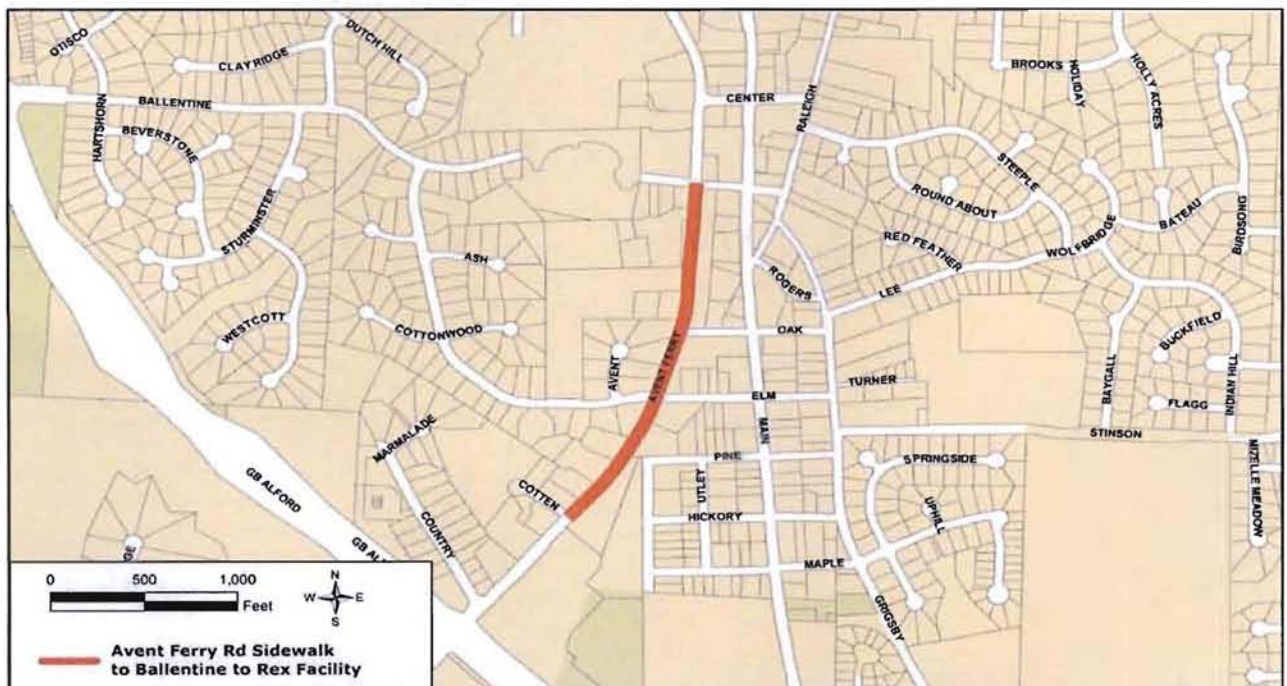 OTISCO
CLAYRIDGE
DUTCH HILL
BALLENTINE
HARTSHORN
BEVERSTONE
STURMINSTER
WESTCOTT
ASH
COTTONWOOD
AVENT
AVENT FERRY
MARMALADE
COTTEN
COUNTRY
GB ALFORD
CENTER
RALEIGH
BROOKS
HOLIDAY
HOLLY ACRES
STEEPLE
ROUND ABOUT
RED FEATHER
WOLFBRIDGE
BATEAU
BIRDSONG
ROGERS
LEE
OAK
ELM
TURNER
MAIN
PINE
UTLEY
HICKORY
MAPLE
GRIGSBY
SPRINGSIDE
UPHILL
STINSON
BAYGALL
BUCKFIELD
FLAGG
INDIAN HILL
MIZELLE MEADOW
0 500 1,000
Feet
N
W E
S
Avent Ferry Rd Sidewalk
to Ballentine to Rex Facility